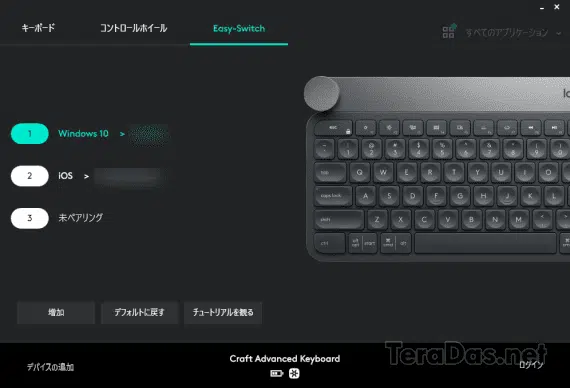 キーボード
コントロールホイール
Easy-Switch
すべてのアプリケーション
1 Windows 10 >
2 iOS >
3 未ペアリング
Q W E R T Y U I O
A S D F G H J K L
Z X C V B N M
caps lock
shift
start
増加
デフォルトに戻す
チュートリアルを観る
デバイスの追加
Craft Advanced Keyboard
ログイン
TeraDas.net